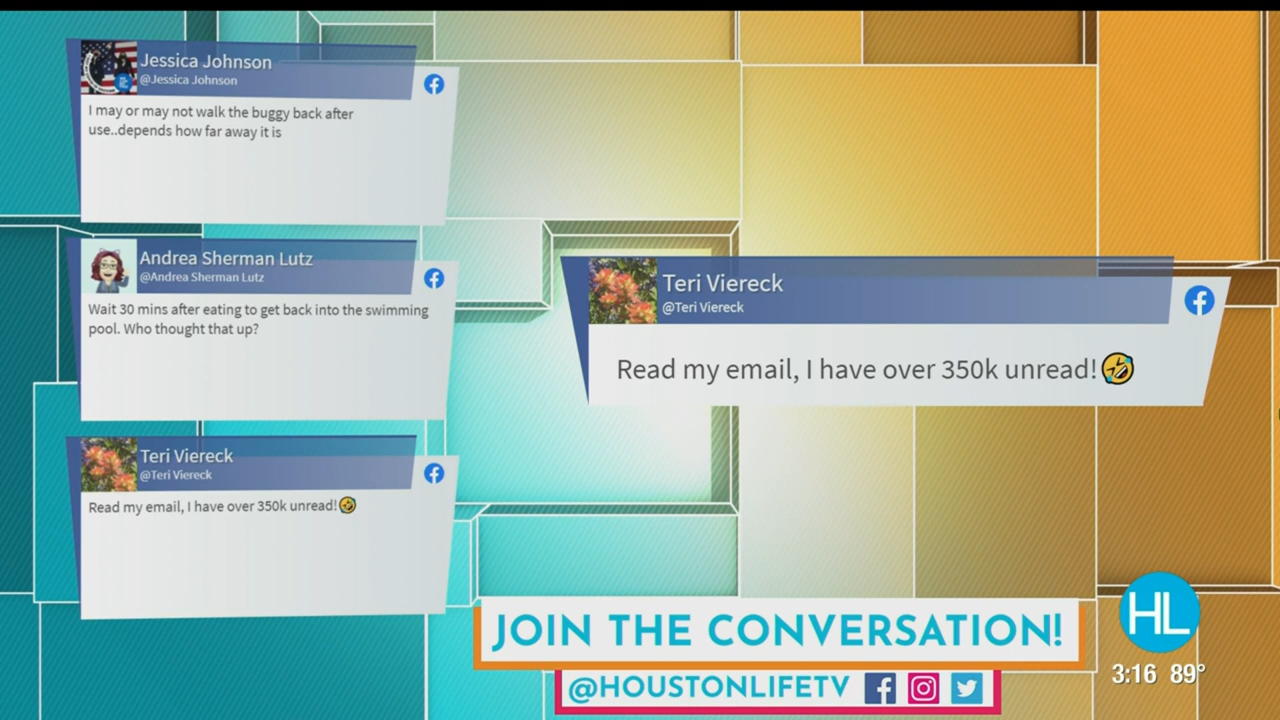 Jessica Johnson
@Jessica Johnson
I may or may not walk the buggy back after
use..depends how far away it is
Andrea Sherman Lutz
@Andrea Sherman Lutz
Wait 30 mins after eating to get back into the swimming
pool. Who thought that up?
Teri Viereck
@Teri Viereck
Read my email, I have over 350k unread!🤣
Teri Viereck
@Teri Viereck
Read my email, I have over 350k unread!🤣
JOIN THE CONVERSATION!
@HOUSTONLIFETV
HL
3:16 89°